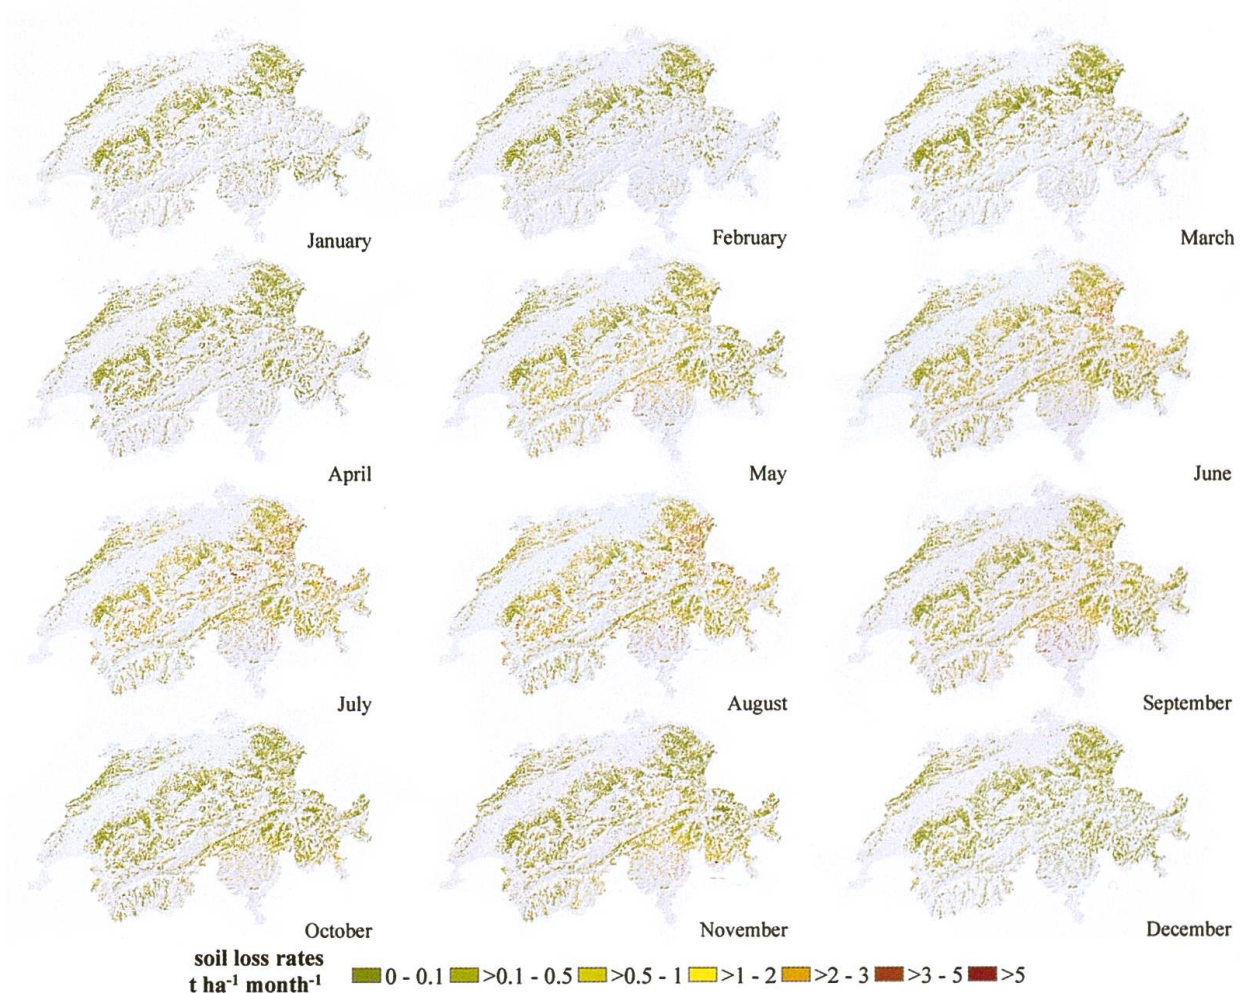 January
February
March
April
May
June
July
August
September
October
November
December
soil loss rates
t ha⁻¹ month⁻¹
0 - 0.1 >0.1 - 0.5 >0.5 - 1 >1 - 2 >2 - 3 >3 - 5 >5